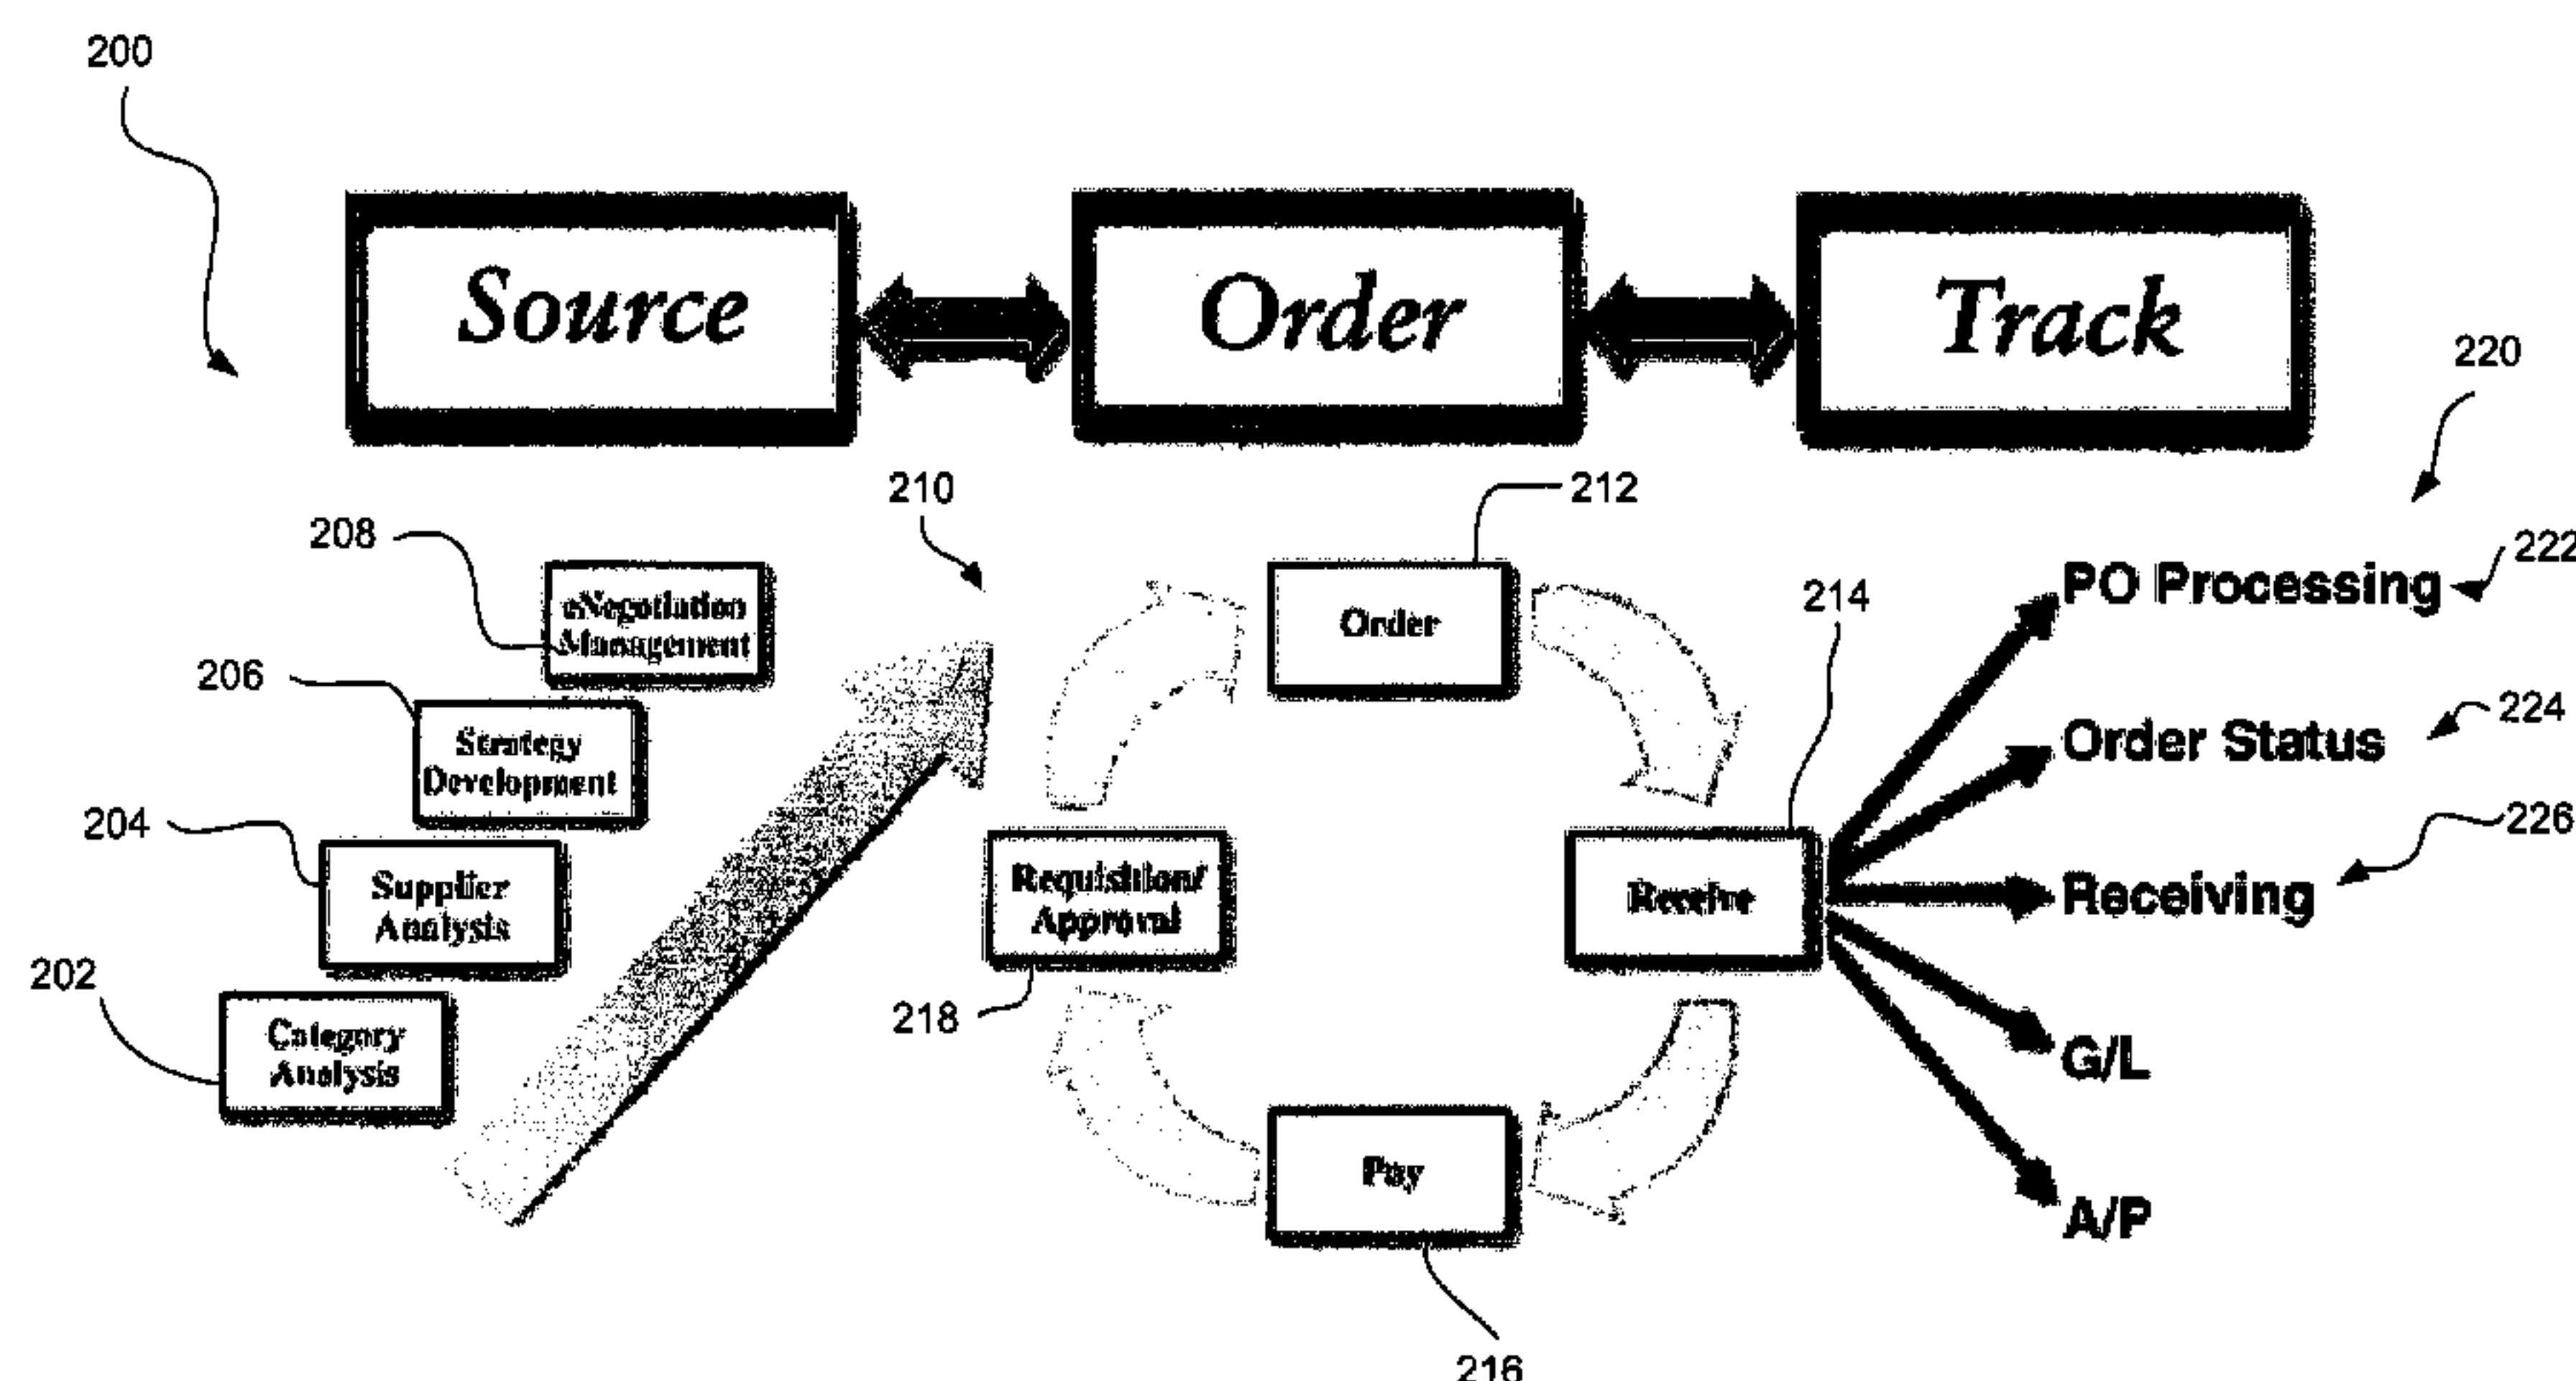 200
Source
Order
Track
220
210
212
208
222
eNegotiation
Management
Order
214
PO Processing
206
Strategy
Development
224
Order Status
204
Supplier
Analysis
Requisition/
Approval
Receive
226
Receiving
202
Category
Analysis
218
G/L
Pay
A/P
216